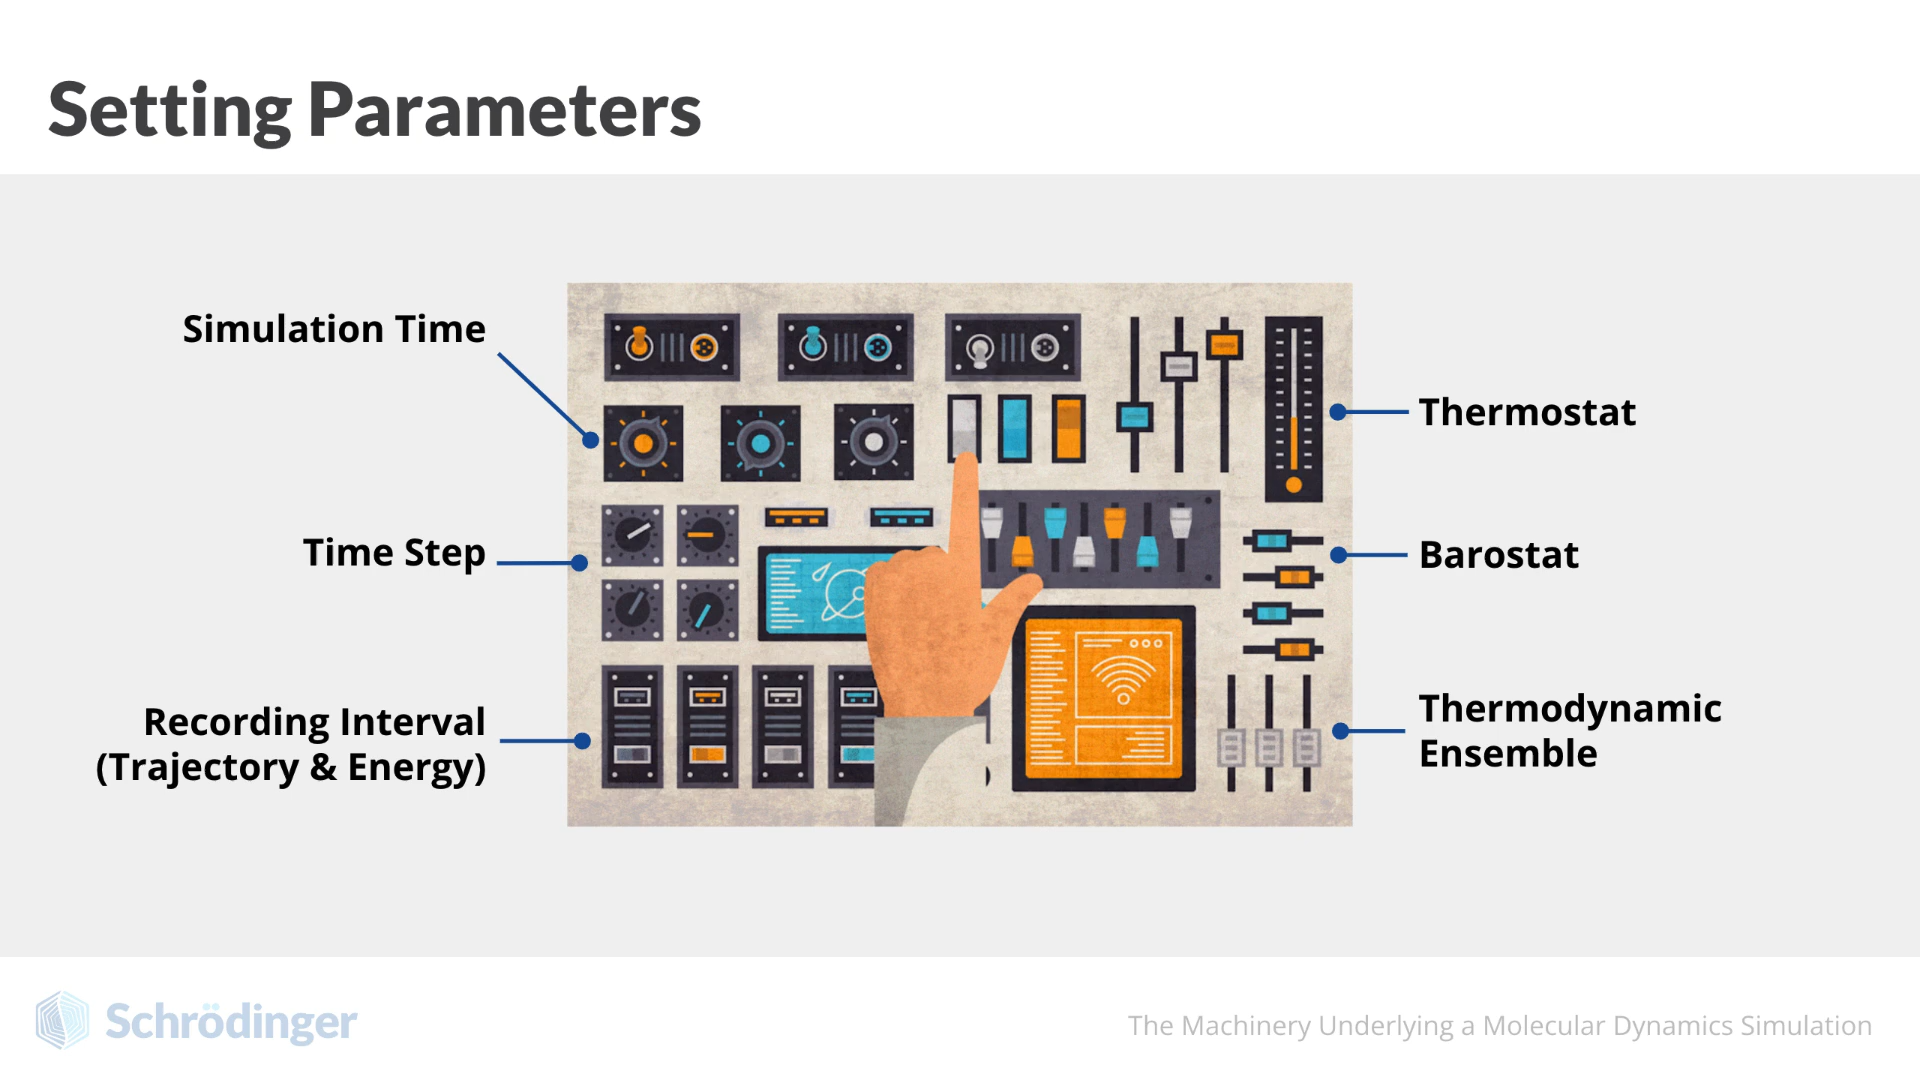 Setting Parameters
Simulation Time
Time Step
Recording Interval
(Trajectory & Energy)
Thermostat
Barostat
Thermodynamic
Ensemble
Schrödinger
The Machinery Underlying a Molecular Dynamics Simulation